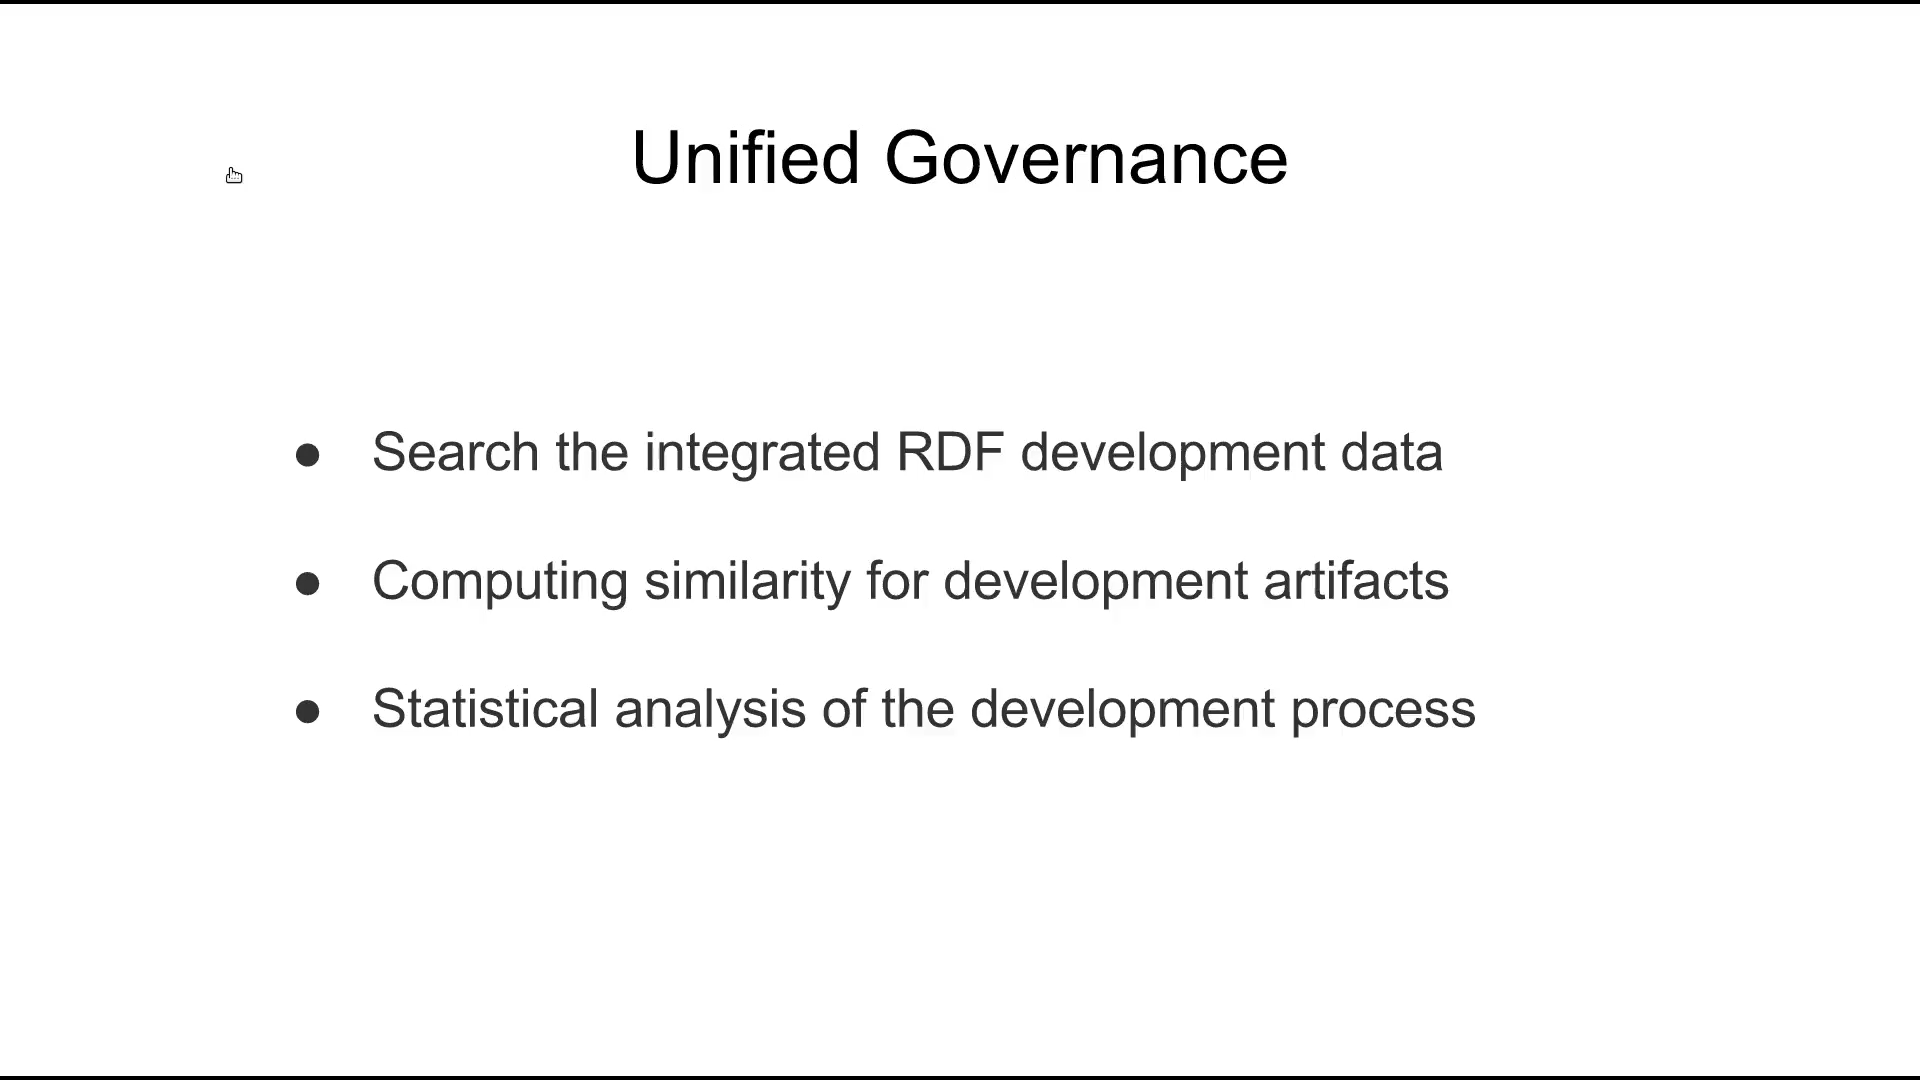 Unified Governance
● Search the integrated RDF development data
● Computing similarity for development artifacts
● Statistical analysis of the development process